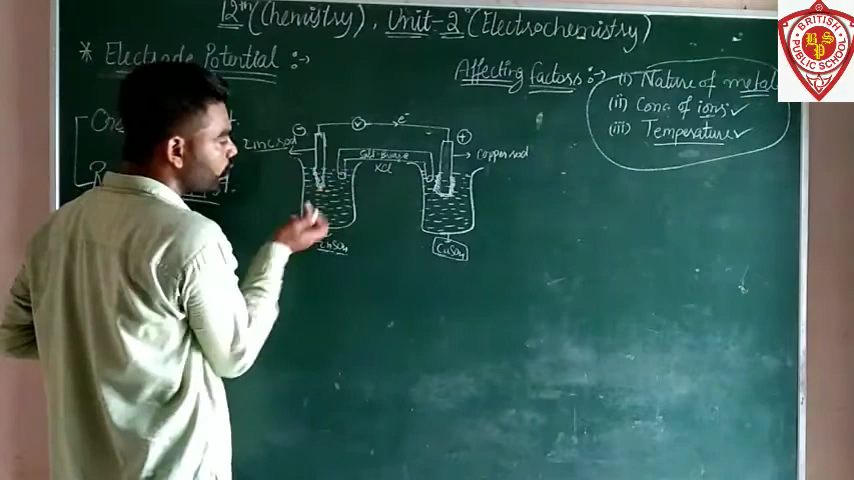 12th (Chemistry), Unit-2 (Electrochemistry)
* Electrode Potential :-
Affecting factors :- (i) Nature of metal
(ii) Conc of ions ✓
(iii) Temperature ✓
zinc rod
⊖
V
e⁻
⊕
Salt Bridge
KCl
copper rod
ZnSO4
CuSO4
BRITISH
BPS
PUBLIC SCHOOL